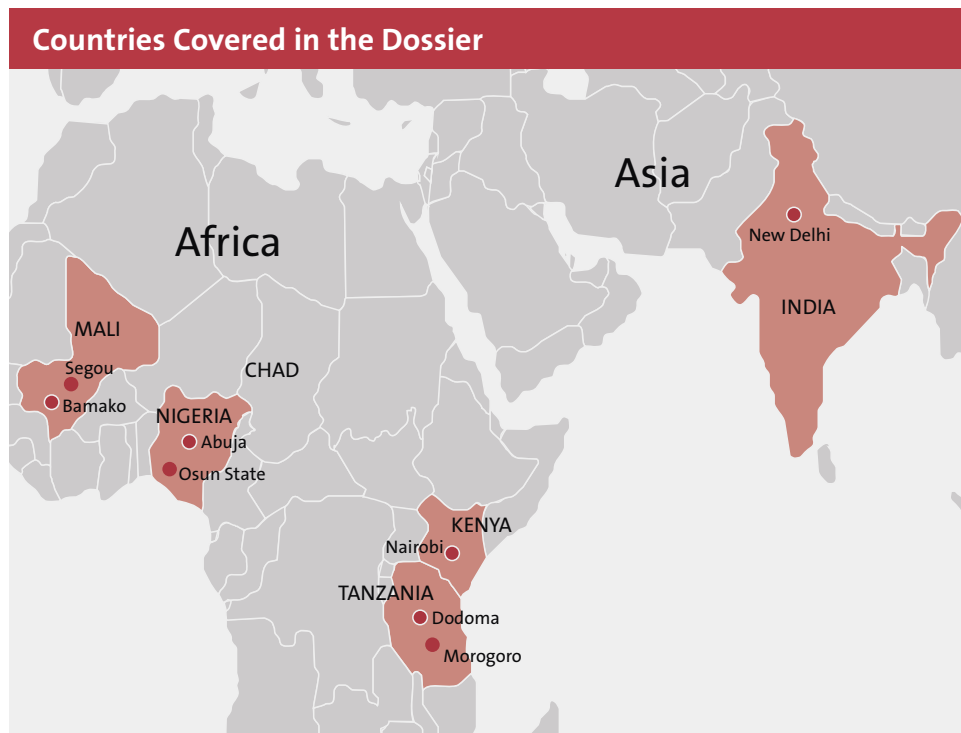 Countries Covered in the Dossier
Asia
Africa
New Delhi
INDIA
MALI
Segou
Bamako
CHAD
NIGERIA
Abuja
Osun State
KENYA
Nairobi
TANZANIA
Dodoma
Morogoro